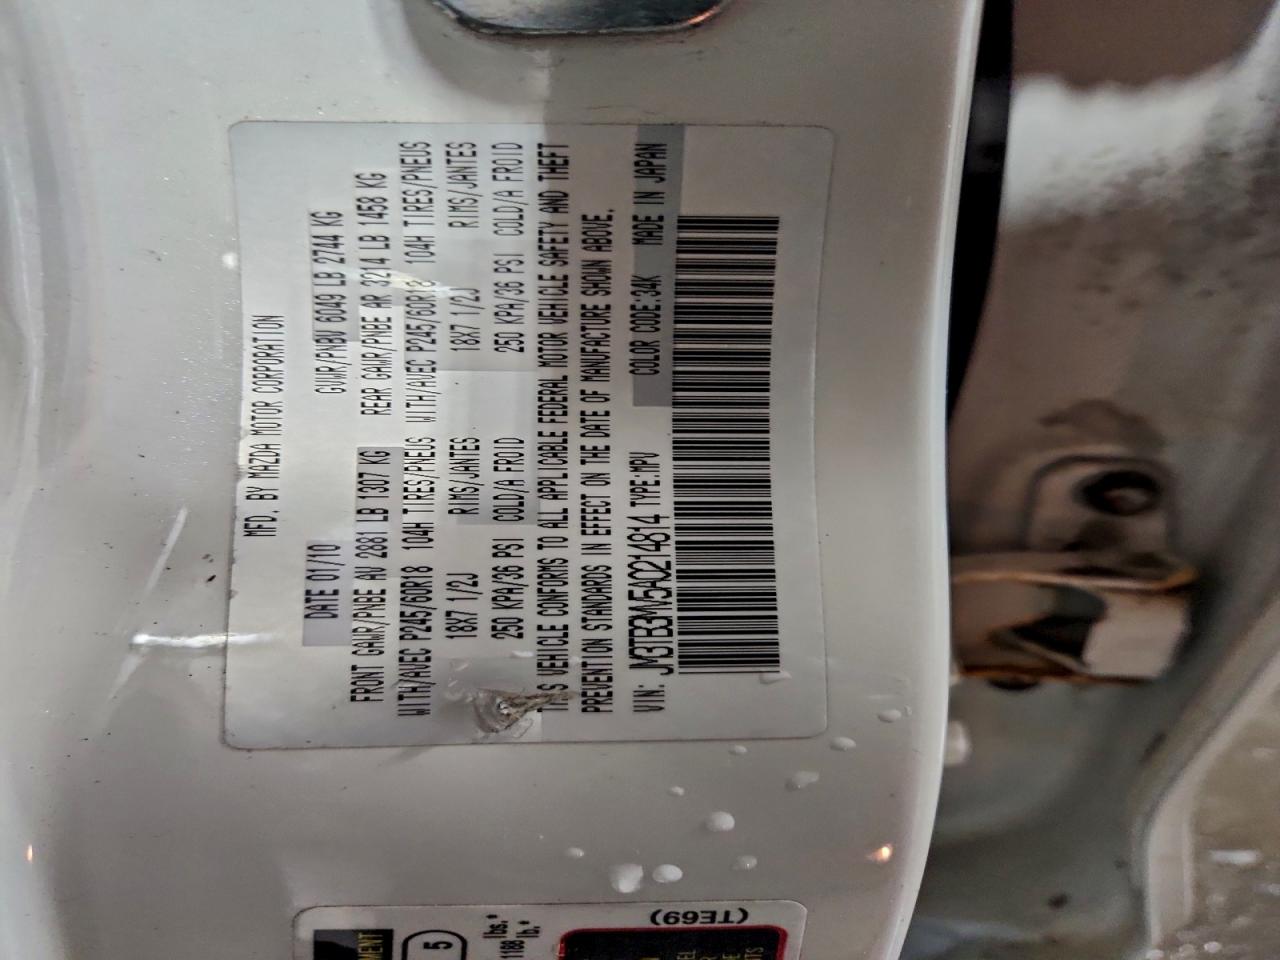 MFD. BY MAZDA MOTOR CORPORATION
DATE 01/10 GVWR/PNBV 6049 LB 2744 KG
FRONT GAWR/PNBE AV 2881 LB 1307 KG REAR GAWR/PNBE AR 3214 LB 1458 KG
WITH/AVEC P245/60R18 104H TIRES/PNEUS WITH/AVEC P245/60R18 104H TIRES/PNEUS
18X7 1/2J RIMS/JANTES 18X7 1/2J RIMS/JANTES
250 KPA/36 PSI COLD/A FROID 250 KPA/36 PSI COLD/A FROID
VEHICLE CONFORMS TO ALL APPLICABLE FEDERAL MOTOR VEHICLE SAFETY AND THEFT
PREVENTION STANDARDS IN EFFECT ON THE DATE OF MANUFACTURE SHOWN ABOVE.
VIN: JM3TB3MV5A0214814 TYPE:MPV COLOR CODE:34K MADE IN JAPAN
5
lbs.*
1188 lb.*
(TE69)